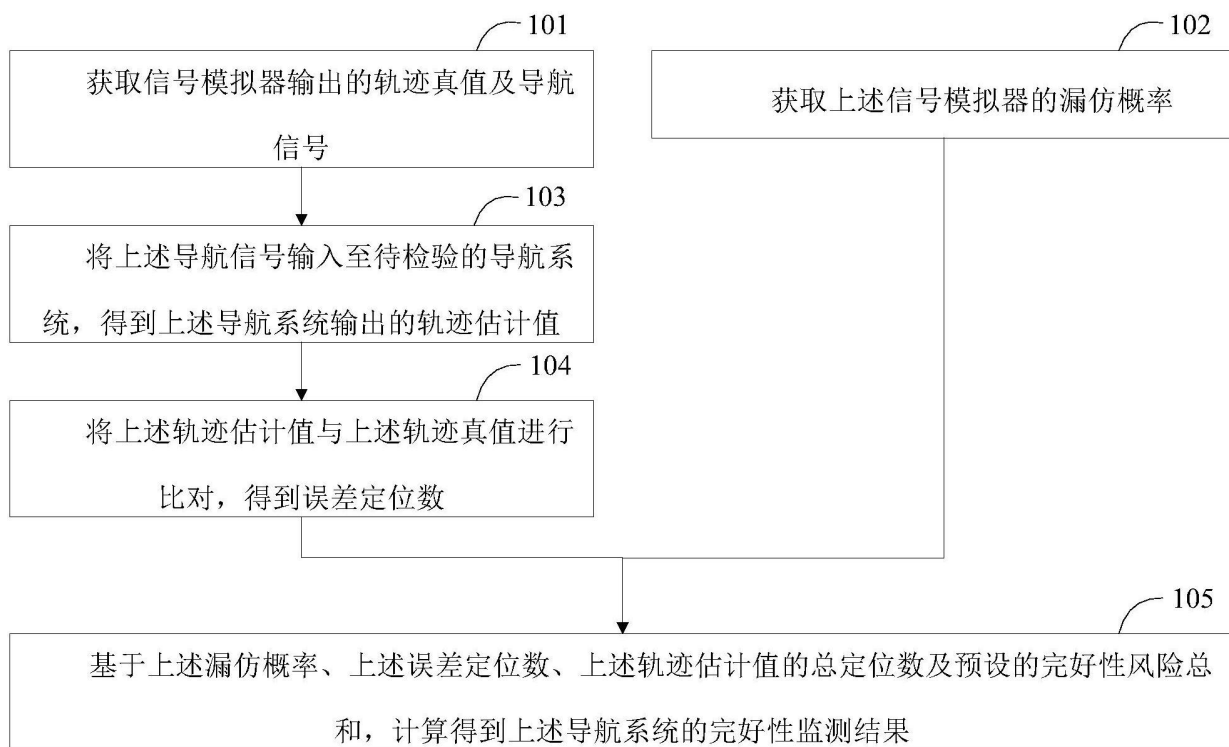 101
获取信号模拟器输出的轨迹真值及导航
信号
102
获取上述信号模拟器的漏仿概率
103
将上述导航信号输入至待检验的导航系
统，得到上述导航系统输出的轨迹估计值
104
将上述轨迹估计值与上述轨迹真值进行
比对，得到误差定位数
105
基于上述漏仿概率、上述误差定位数、上述轨迹估计值的总定位数及预设的完好性风险总
和，计算得到上述导航系统的完好性监测结果